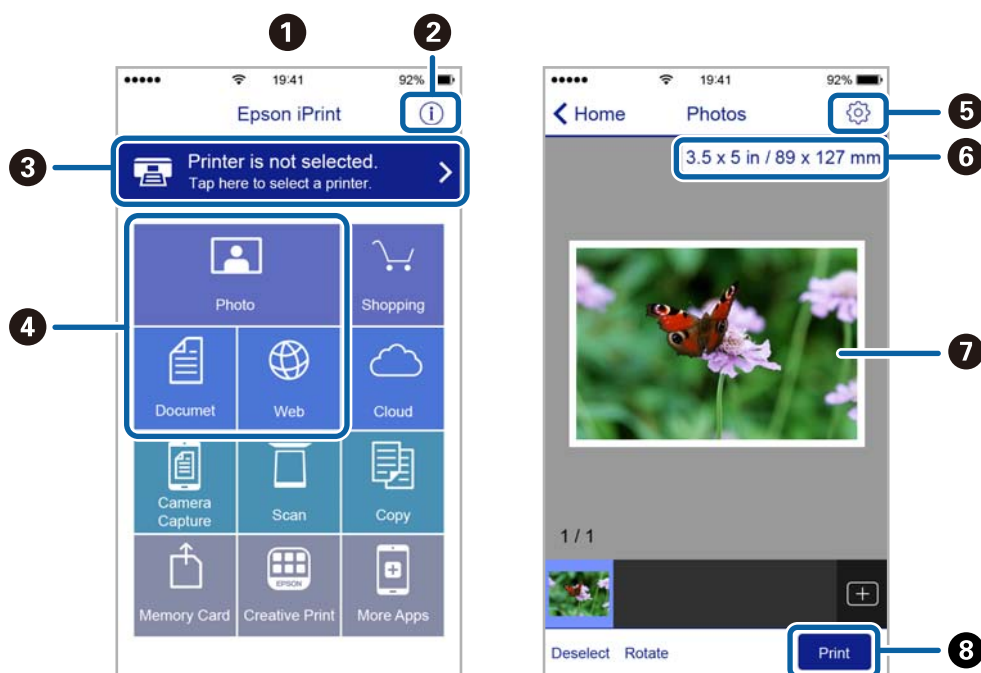 1
2
19:41
92%
Epson iPrint
i
3
Printer is not selected.
Tap here to select a printer.
4
Photo
Shopping
Documet
Web
Cloud
Camera
Capture
Scan
Copy
EPSON
Memory Card
Creative Print
More Apps
19:41
92%
Home
Photos
5
3.5 x 5 in / 89 x 127 mm
6
7
1 / 1
Deselect
Rotate
Print
8